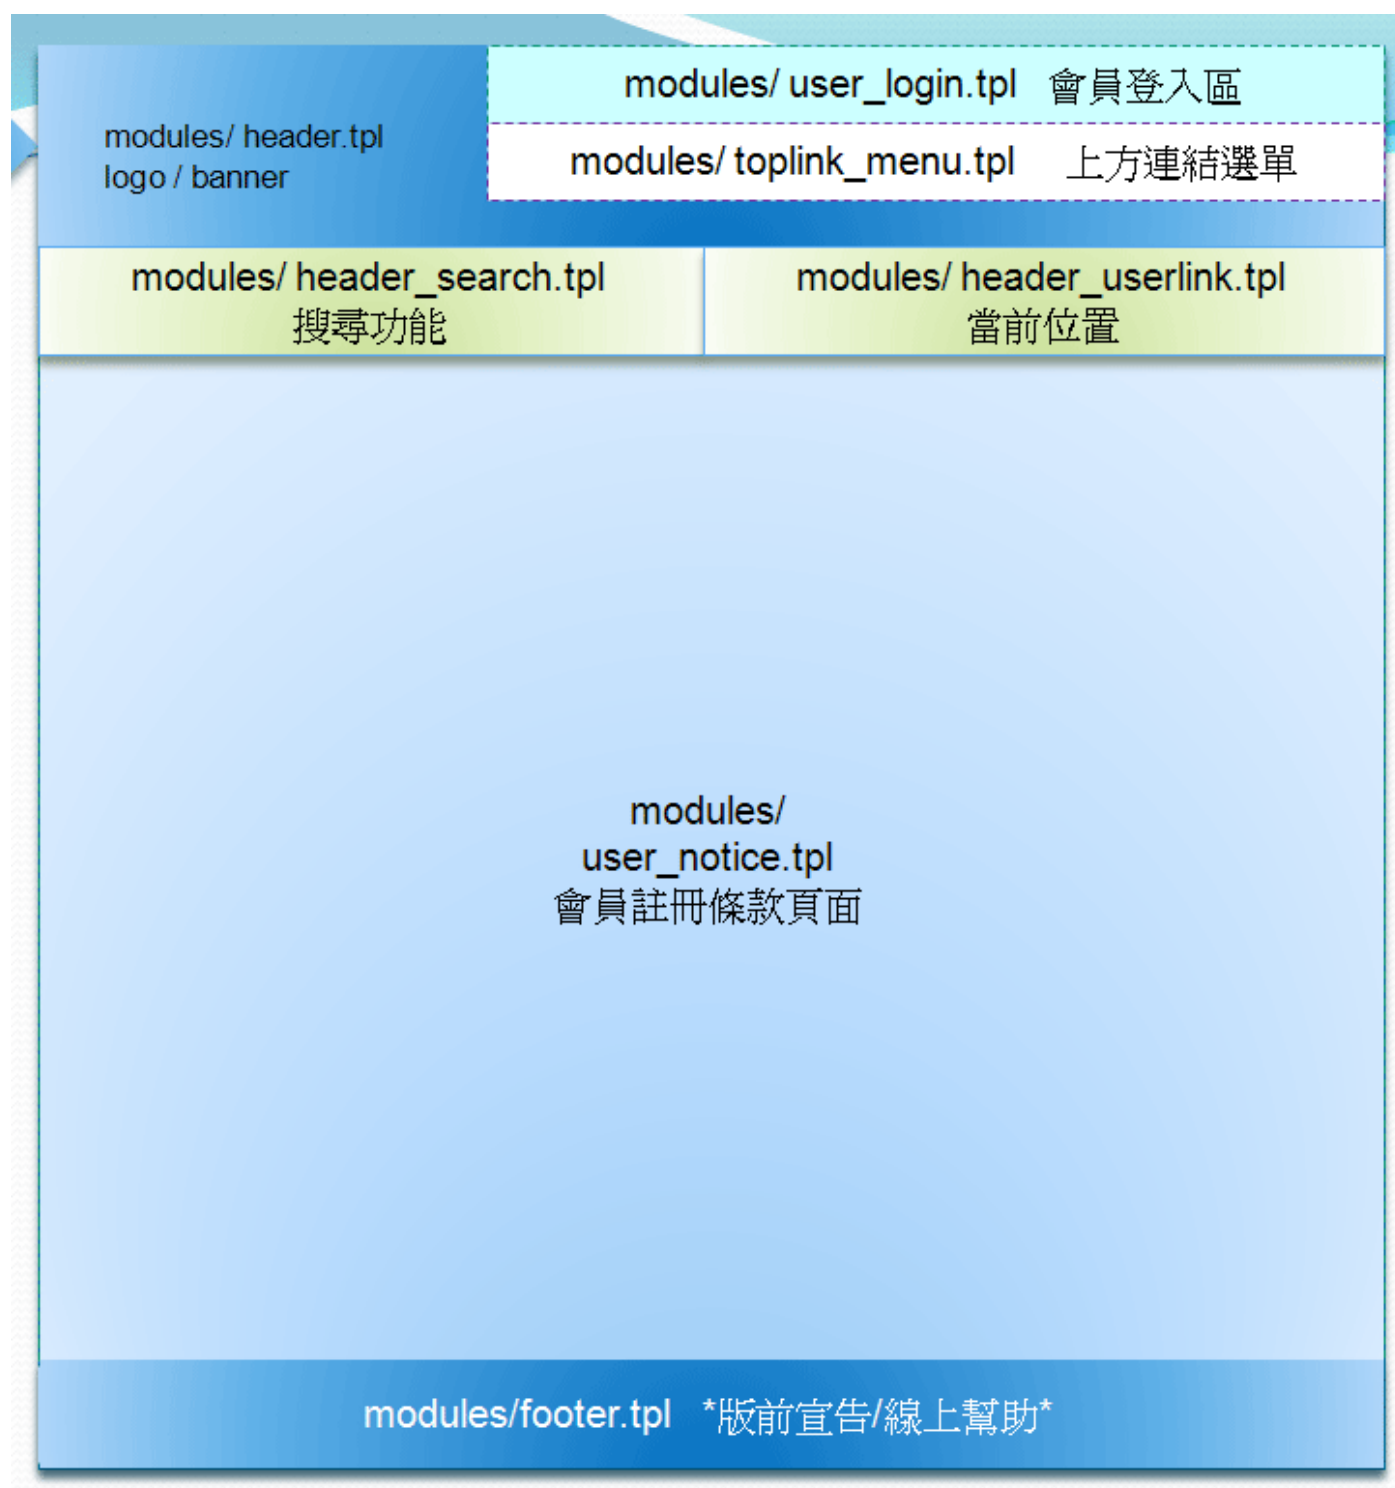 modules/ user_login.tpl 會員登入區
modules/ header.tpl
logo / banner
modules/ toplink_menu.tpl 上方連結選單
modules/ header_search.tpl
搜尋功能
modules/ header_userlink.tpl
當前位置
modules/
user_notice.tpl
會員註冊條款頁面
modules/footer.tpl *版前宣告/線上幫助*